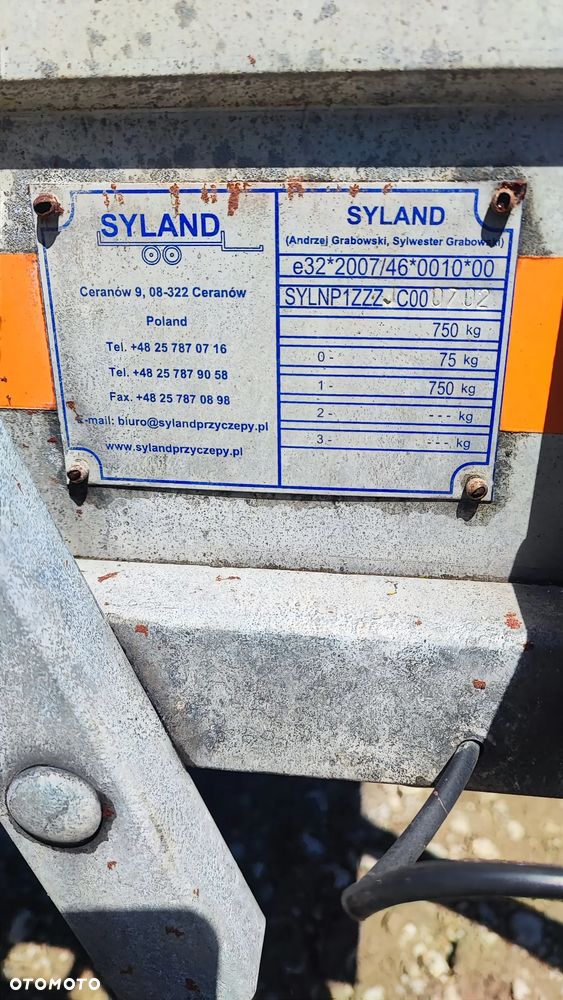 SYLAND
Ceranów 9, 08-322 Ceranów
Poland
Tel. +48 25 787 07 16
Tel. +48 25 787 90 58
Fax. +48 25 787 08 98
e-mail: biuro@sylandprzyczepy.pl
www.sylandprzyczepy.pl
SYLAND
(Andrzej Grabowski, Sylwester Grabowski)
e32*2007/46*0010*00
SYLNP1ZZZJC000702
750 kg
0 - 75 kg
1 - 750 kg
2 - --- kg
3 - --- kg
OTOMOTO